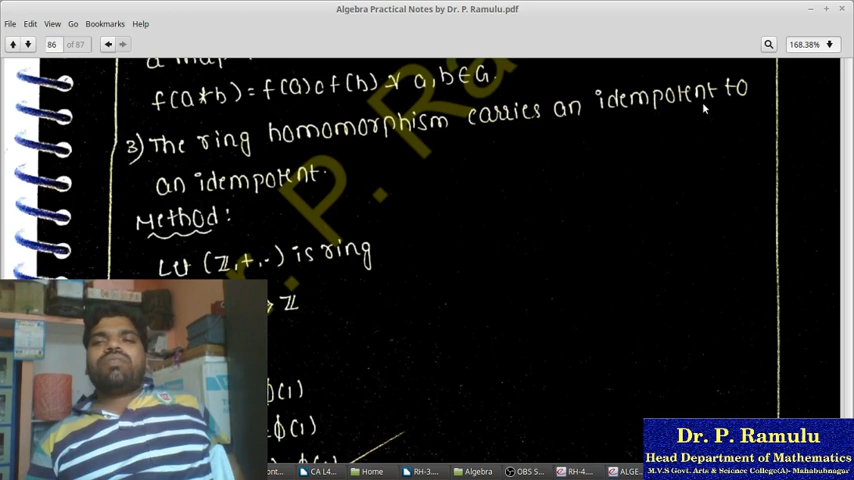 Algebra Practical Notes by Dr. P. Ramulu.pdf
File Edit View Go Bookmarks Help
86 of 87 168.38%
a map
f(a*b) = f(a) o f(b) ∀ a, b ∈ G.
3) The ring homomorphism carries an idempotent to
an idempotent.
Method:
Let (ℤ, +, ·) is ring
→ ℤ
ϕ(1)
ϕ(1)
r. P. Ra
CA L4... Home RH-3.... Algebra OBS S... RH-4.... ALGE
Dr. P. Ramulu
Head Department of Mathematics
M.V.S Govt. Arts & Science College(A)- Mahabubnagar